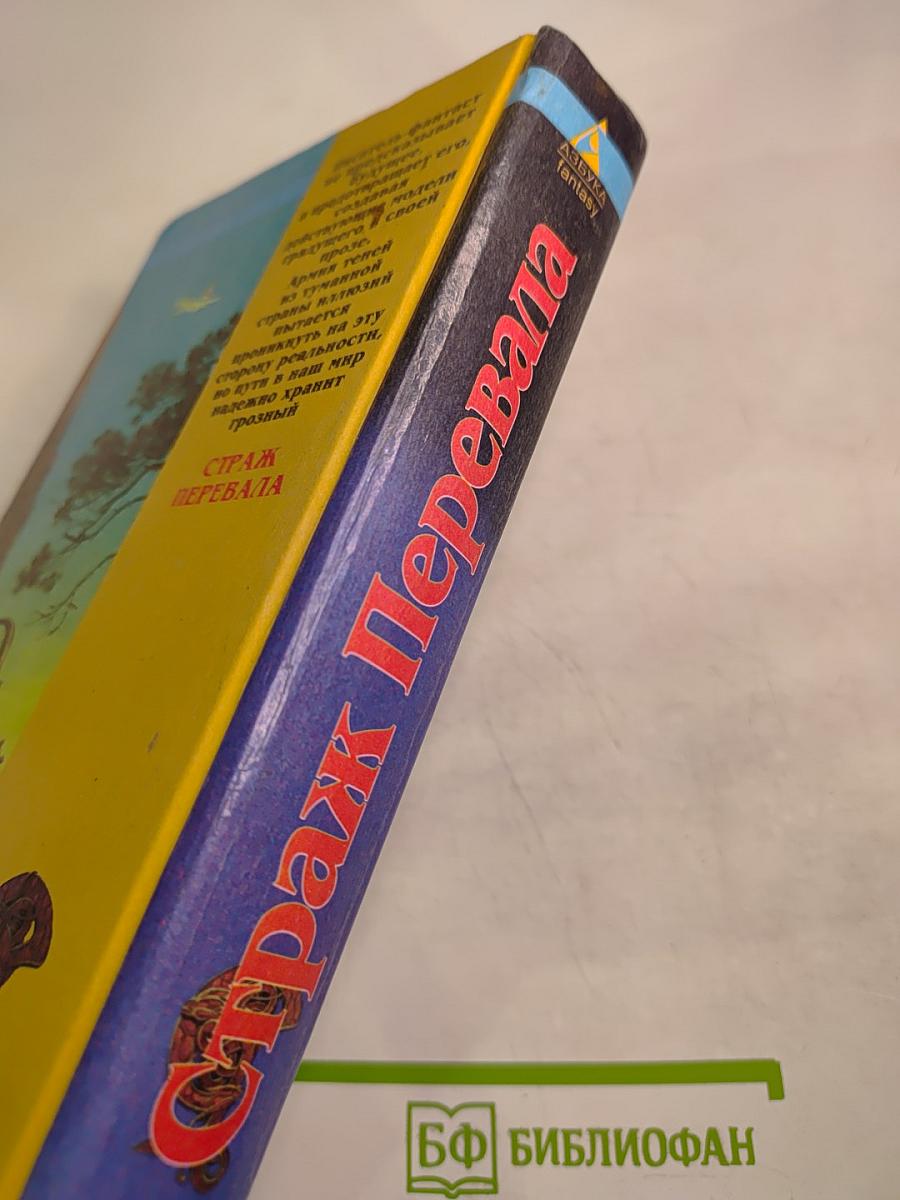 Писатель-фантаст
не предсказывает
будущее,
а предотвращает его,
создавая
действующие модели
грядущего в своей
прозе.
Армия теней
из туманной
страны иллюзий
пытается
проникнуть на эту
сторону реальности,
но пути в наш мир
надежно хранит
грозный
СТРАЖ
ПЕРЕВАЛА
АЗБУКА
fantasy
Страж Перевала
БФ БИБЛИОФАН